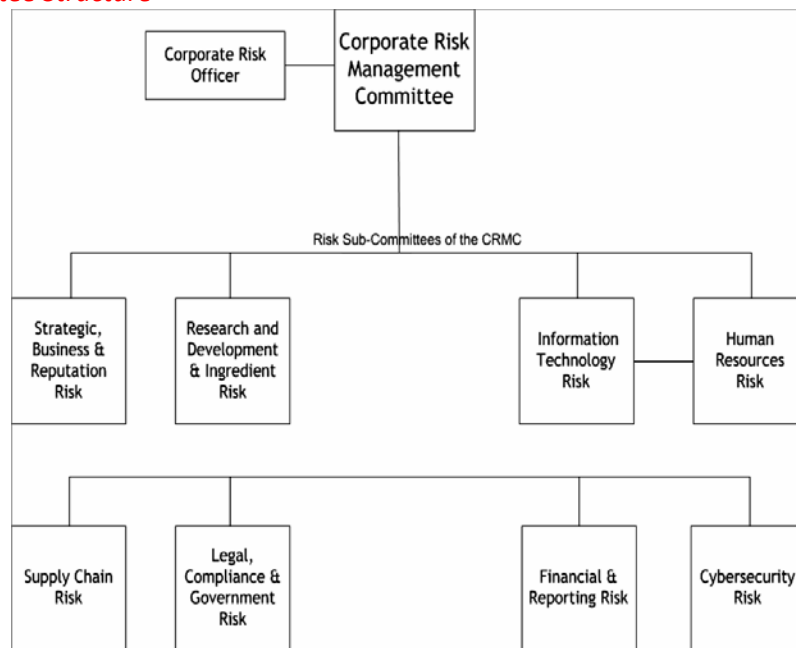 Structure
Corporate Risk
Officer
Corporate Risk
Management
Committee
Risk Sub-Committees of the CRMC
Strategic,
Business &
Reputation
Risk
Research and
Development
& Ingredient
Risk
Information
Technology
Risk
Human
Resources
Risk
Supply Chain
Risk
Legal,
Compliance &
Government
Risk
Financial &
Reporting Risk
Cybersecurity
Risk